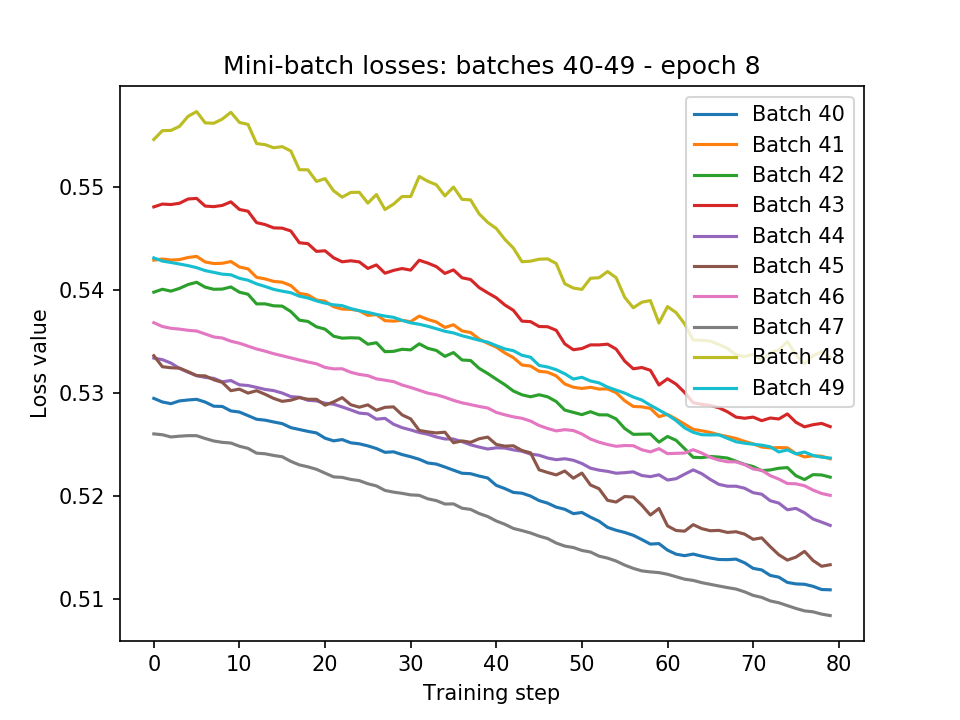 Mini-batch losses: batches 40-49 - epoch 8
Loss value
0.55
0.54
0.53
0.52
0.51
0 10 20 30 40 50 60 70 80
Training step
Batch 40
Batch 41
Batch 42
Batch 43
Batch 44
Batch 45
Batch 46
Batch 47
Batch 48
Batch 49